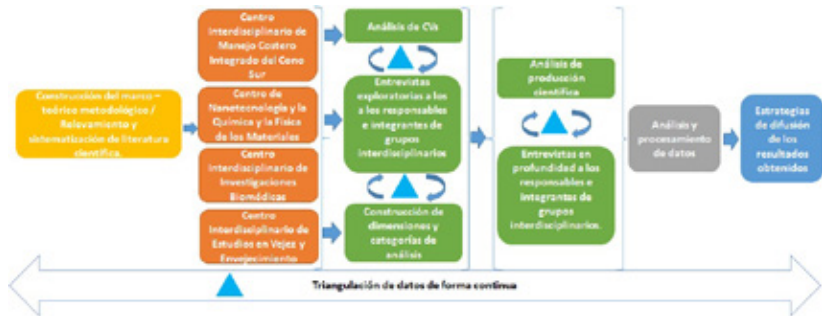 Construcción del marco –
teórico metodológico /
Relevamiento y
sistematización de literatura
científica.
Centro
Interdisciplinario de
Manejo Costero
Integrado del Cono
Sur
Centro de
Nanotecnología y la
Química y la Física
de los Materiales
Centro
Interdisciplinario de
Investigaciones
Biomédicas
Centro
Interdisciplinario de
Estudios en Vejez y
Envejecimiento
Análisis de CVs
Entrevistas
exploratorias a los
a los responsables
e integrantes de
grupos
interdisciplinarios
Construcción de
dimensiones y
categorías de
análisis
Análisis de
producción
científica
Entrevistas en
profundidad a los
responsables e
Integrantes de
grupos
interdisciplinarios.
Análisis y
procesamiento
de datos
Estrategias
de difusión
de los
resultados
obtenidos
Triangulación de datos de forma continua